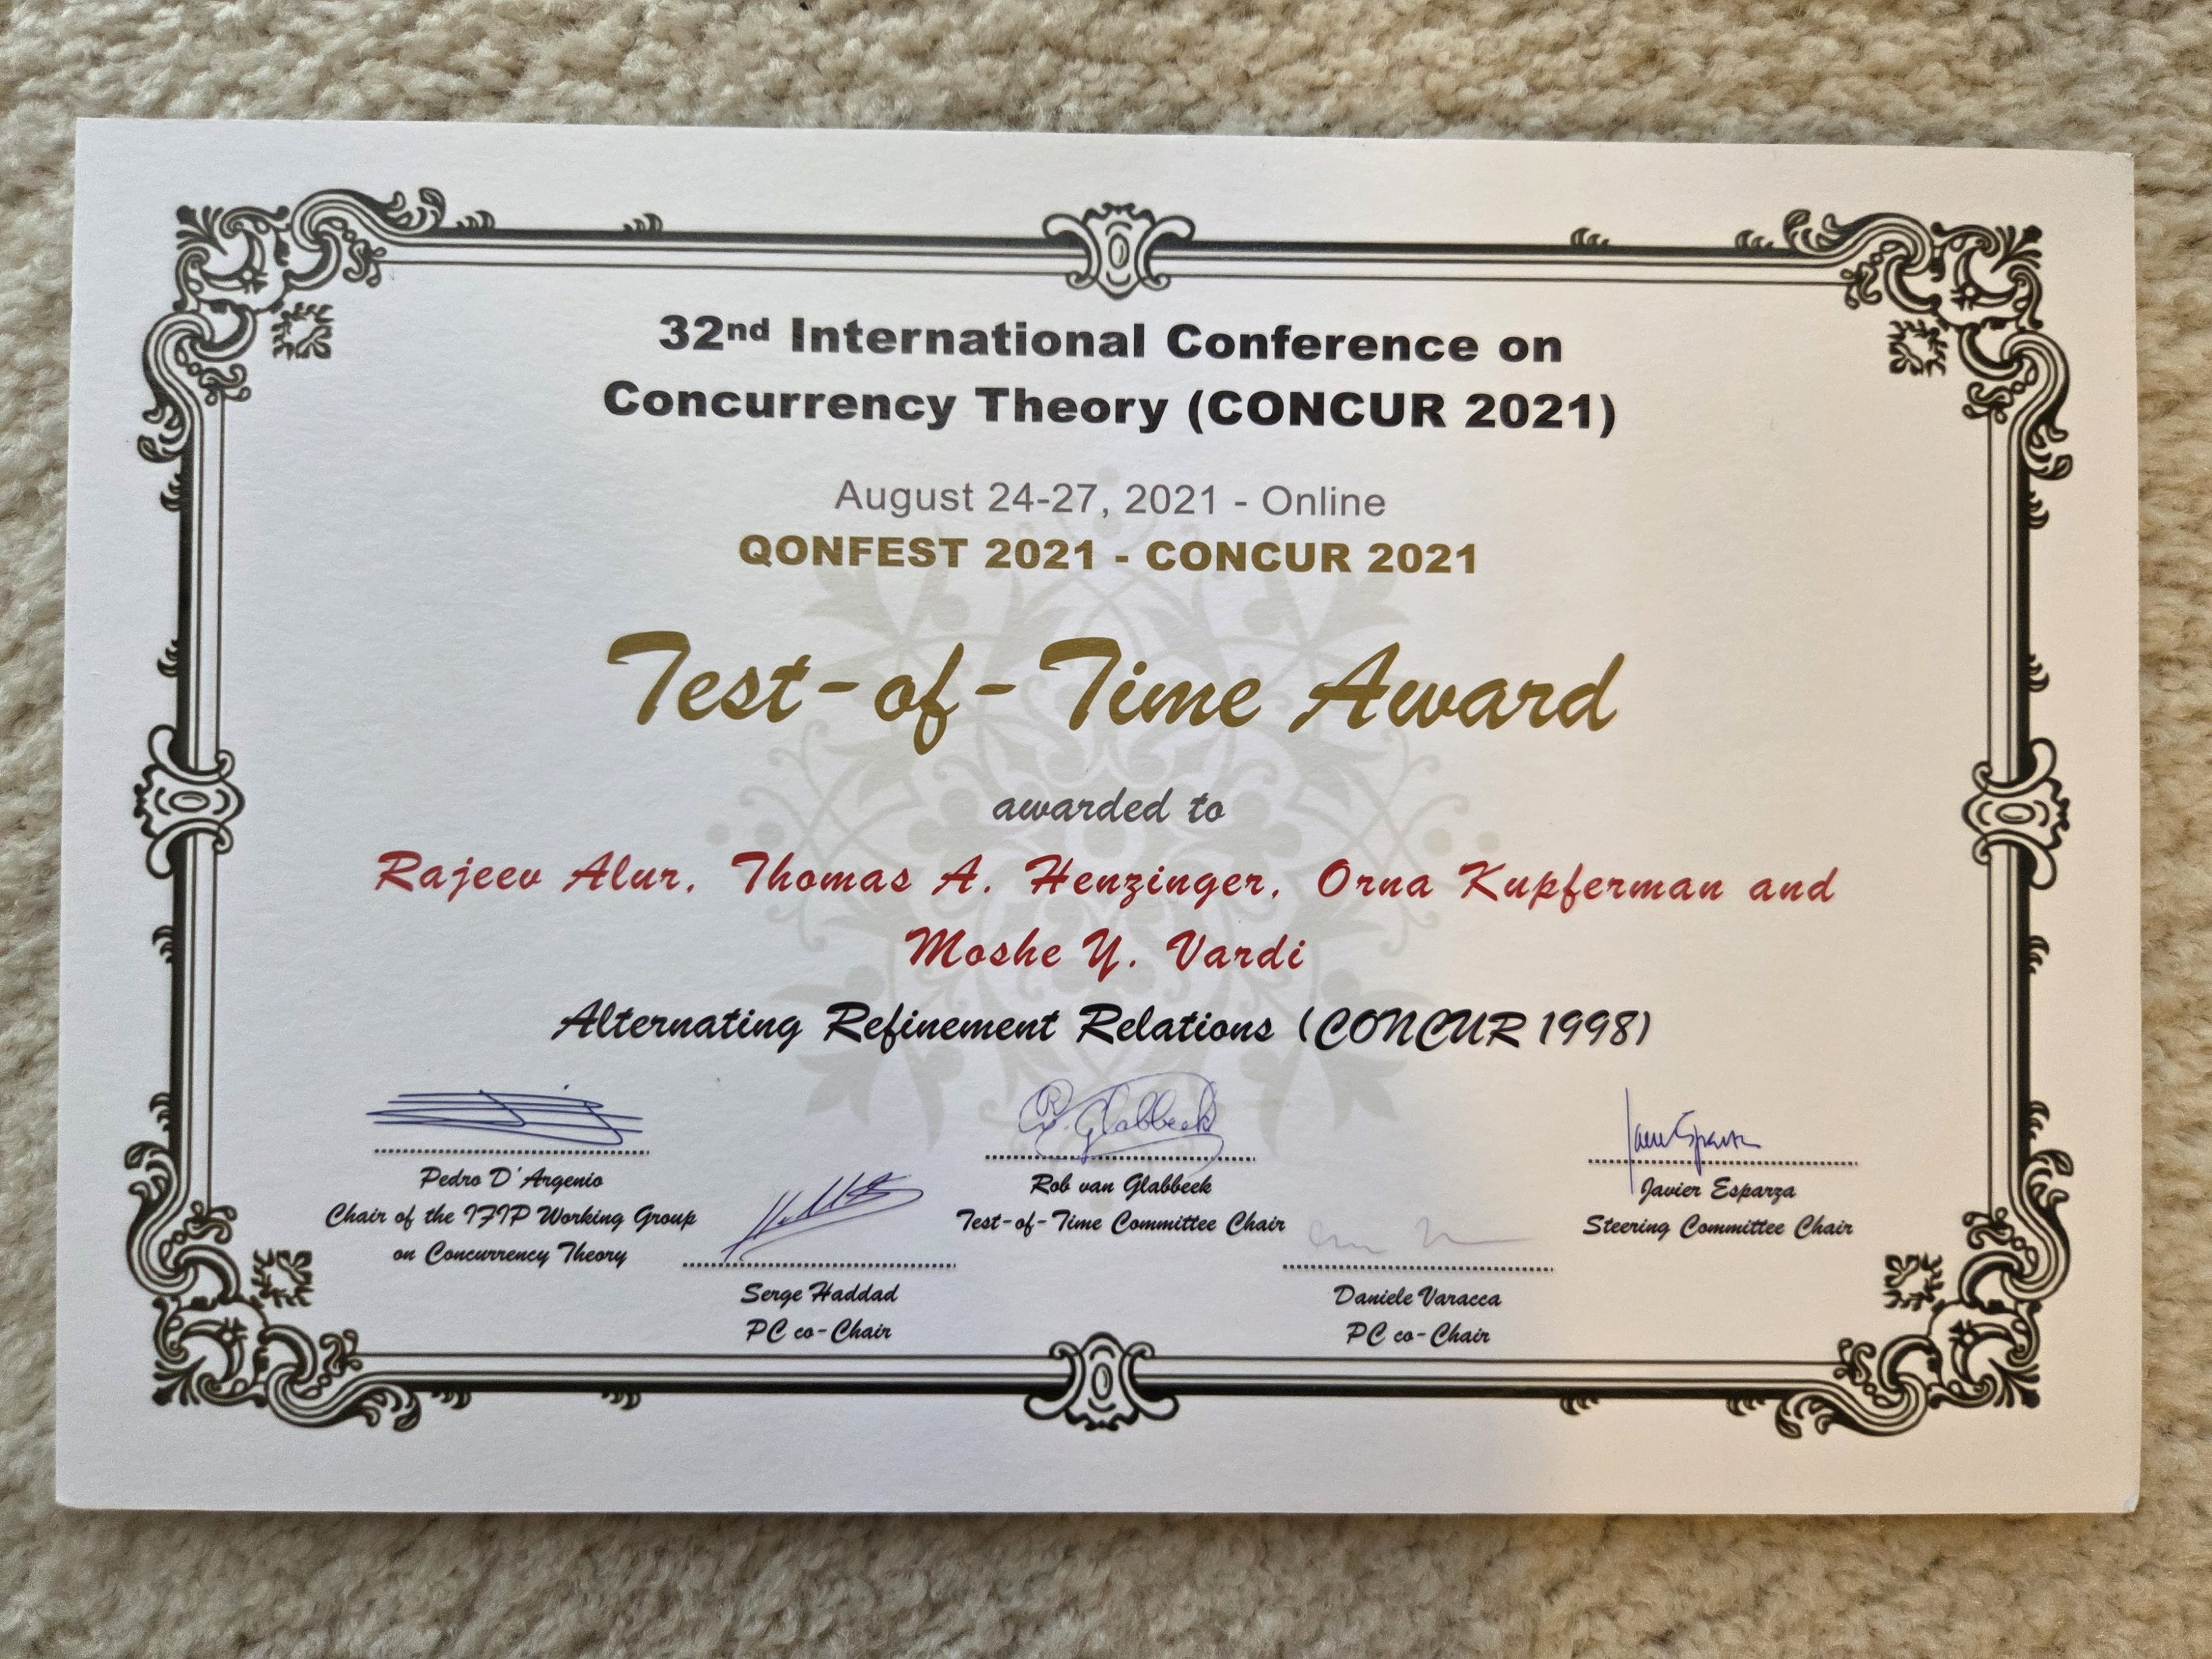 32nd International Conference on
Concurrency Theory (CONCUR 2021)
August 24-27, 2021 - Online
QONFEST 2021 - CONCUR 2021
Test-of-Time Award
awarded to
Rajeev Alur, Thomas A. Henzinger, Orna Kupferman and
Moshe Y. Vardi
Alternating Refinement Relations (CONCUR 1998)
R. v. Glabbeek
Pedro D'Argenio
Chair of the IFIP Working Group
on Concurrency Theory
Rob van Glabbeek
Test-of-Time Committee Chair
Javier Esparza
Steering Committee Chair
Serge Haddad
PC co-Chair
Daniele Varacca
PC co-Chair